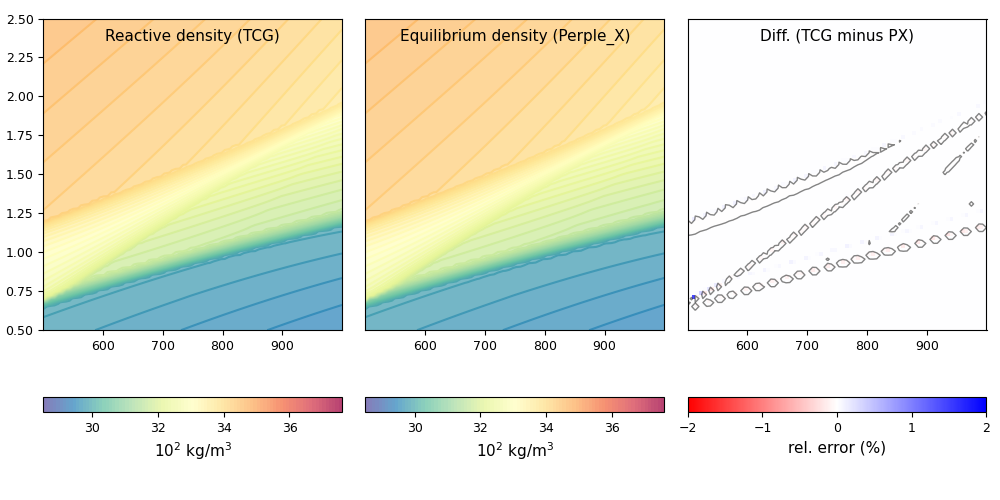 Reactive density (TCG)
Equilibrium density (Perple_X)
Diff. (TCG minus PX)
2.50
2.25
2.00
1.75
1.50
1.25
1.00
0.75
0.50
600 700 800 900
600 700 800 900
600 700 800 900
30 32 34 36
30 32 34 36
−2 −1 0 1 2
10² kg/m³
10² kg/m³
rel. error (%)